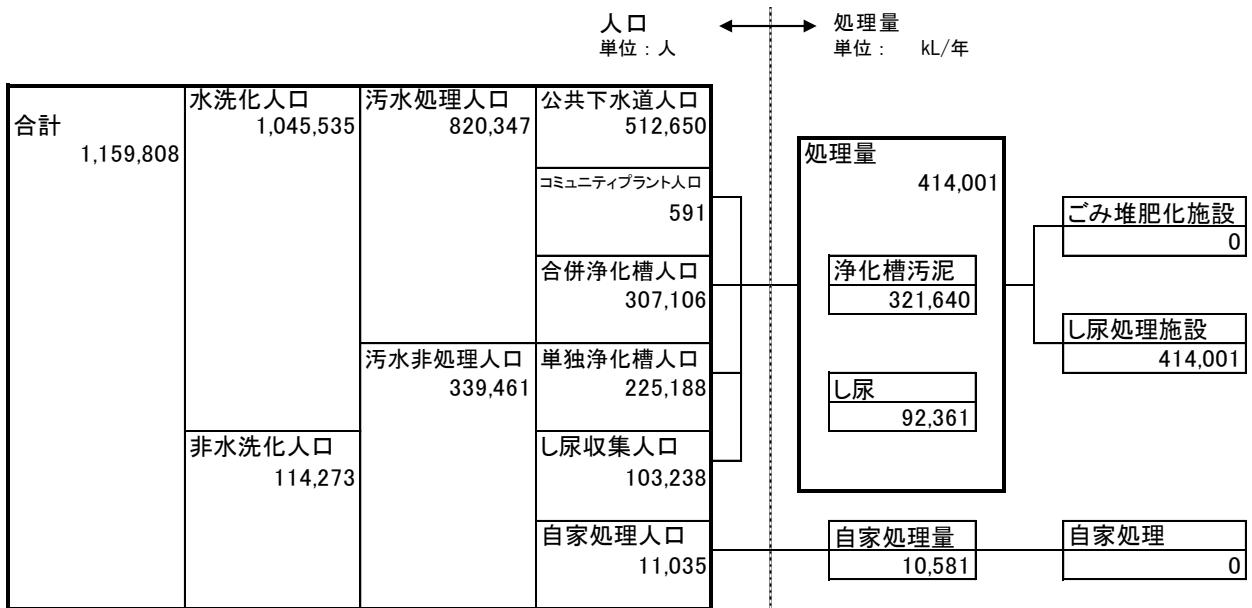 人口
単位：人
処理量
単位： kL/年
合計
1,159,808
水洗化人口
1,045,535
非水洗化人口
114,273
汚水処理人口
820,347
汚水非処理人口
339,461
公共下水道人口
512,650
コミュニティプラント人口
591
合併浄化槽人口
307,106
単独浄化槽人口
225,188
し尿収集人口
103,238
自家処理人口
11,035
処理量
414,001
浄化槽汚泥
321,640
し尿
92,361
自家処理量
10,581
ごみ堆肥化施設
0
し尿処理施設
414,001
自家処理
0